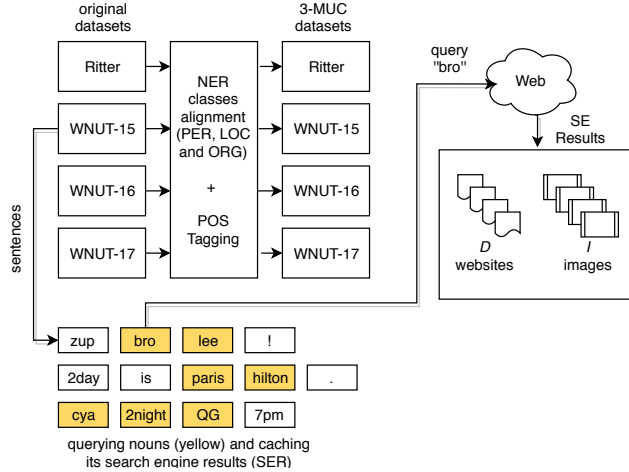 original
datasets
3-MUC
datasets
Ritter
WNUT-15
WNUT-16
WNUT-17
NER
classes
alignment
(PER, LOC
and ORG)
+
POS
Tagging
Ritter
WNUT-15
WNUT-16
WNUT-17
query
"bro"
Web
SE
Results
D
websites
I
images
sentences
zup bro lee !
2day is paris hilton .
cya 2night QG 7pm
querying nouns (yellow) and caching
its search engine results (SER)